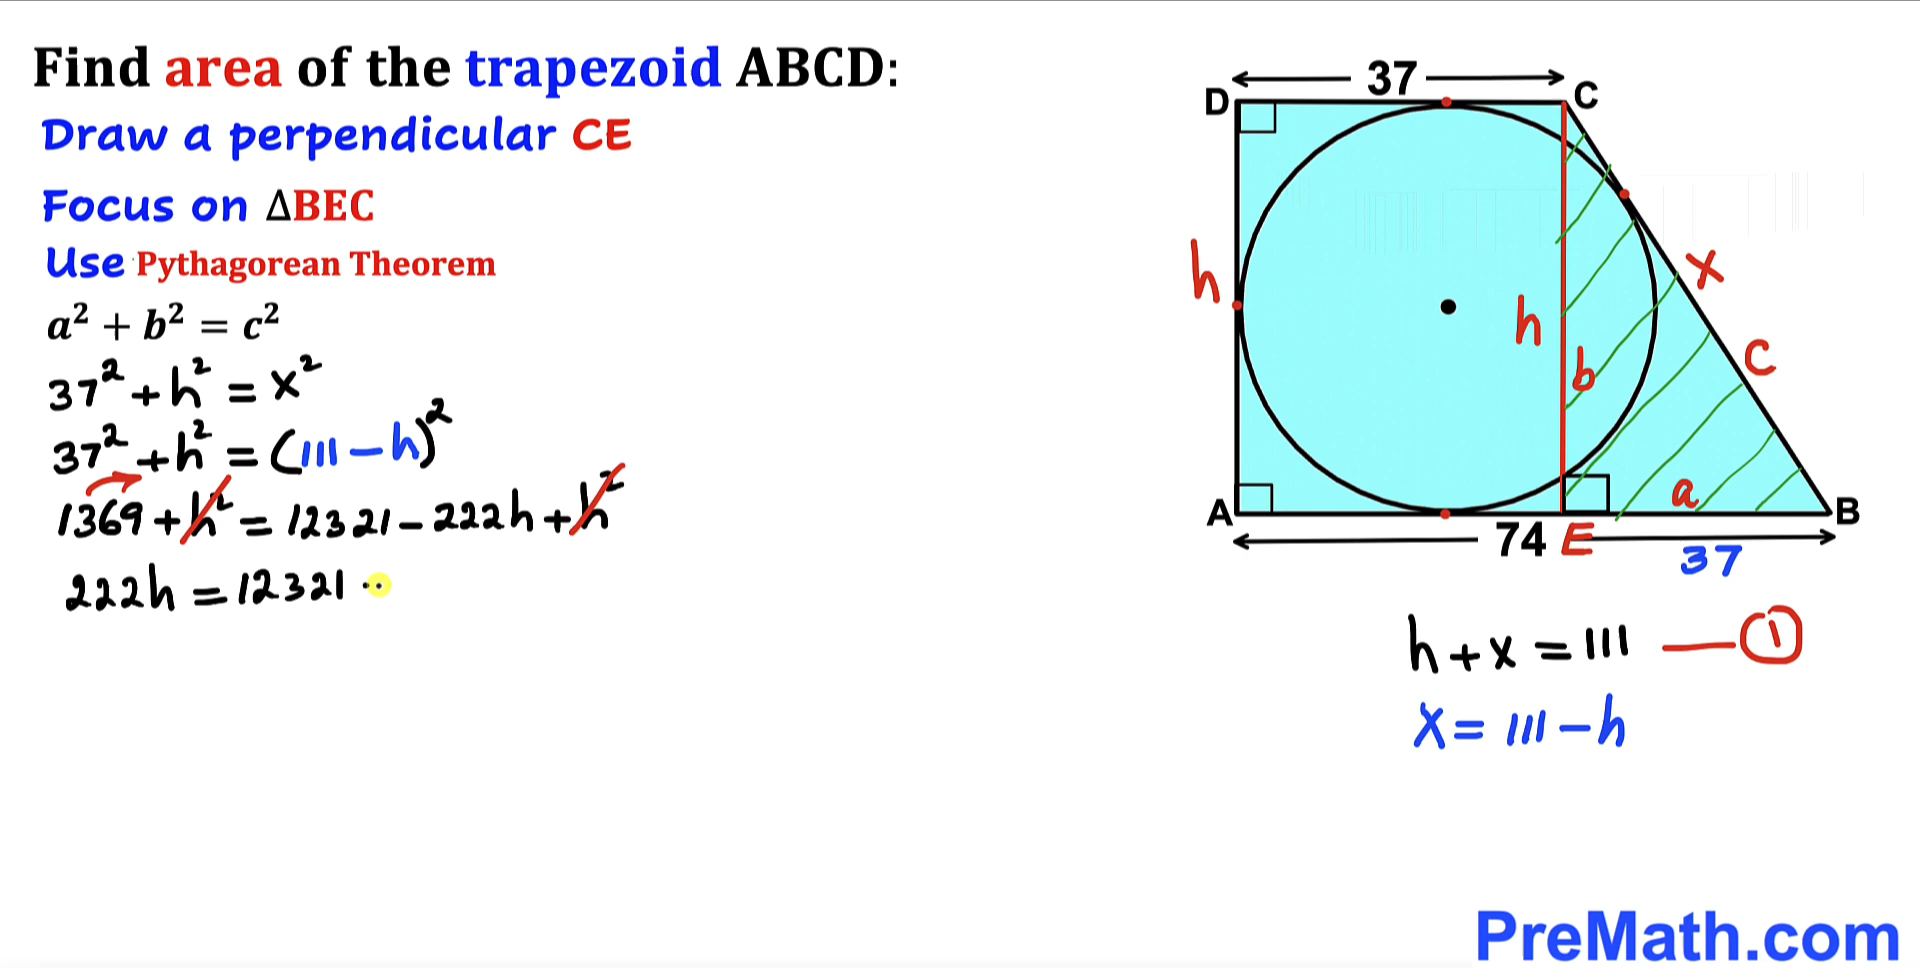 Find area of the trapezoid ABCD:
Draw a perpendicular CE
Focus on ΔBEC
Use Pythagorean Theorem
a² + b² = c²
37² + h² = x²
37² + h² = (111 - h)²
1369 + h² = 12321 - 222h + h²
222h = 12321
37
D
C
h
x
h
b
c
a
A
B
74 E
37
h + x = 111 — 1
x = 111 - h
PreMath.com